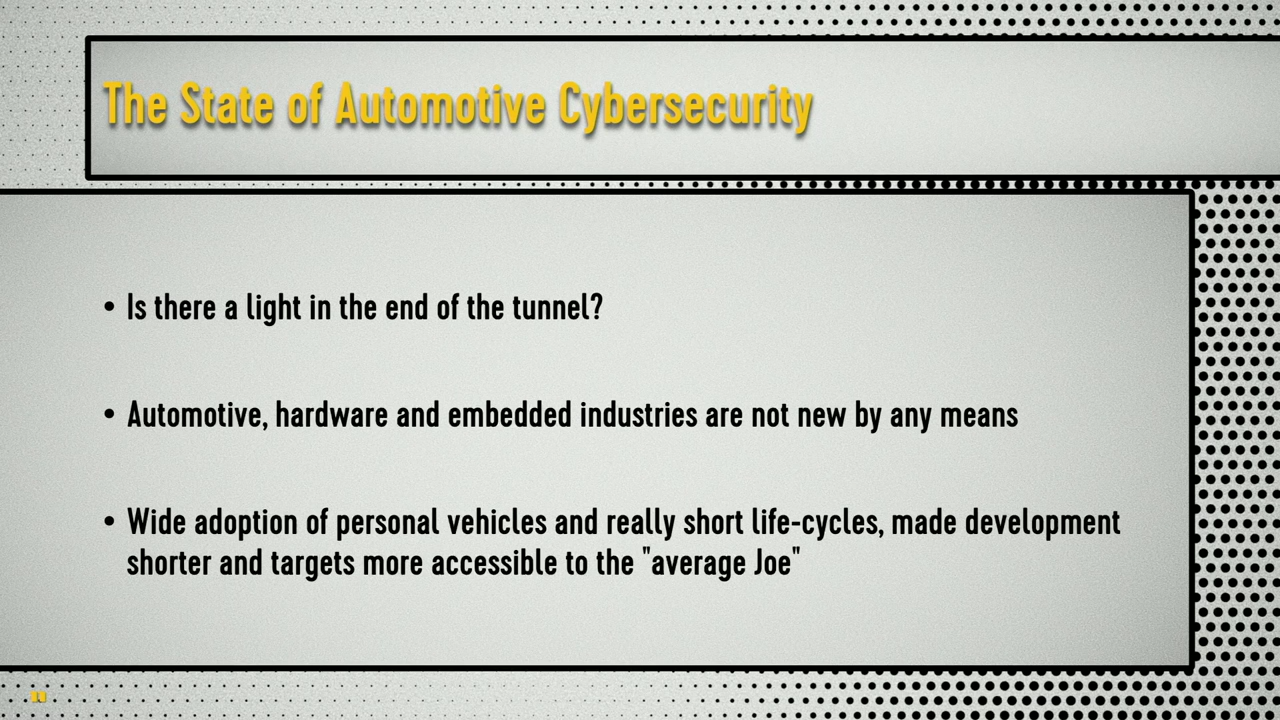 The State of Automotive Cybersecurity
• Is there a light in the end of the tunnel?
• Automotive, hardware and embedded industries are not new by any means
• Wide adoption of personal vehicles and really short life-cycles, made development
shorter and targets more accessible to the "average Joe"